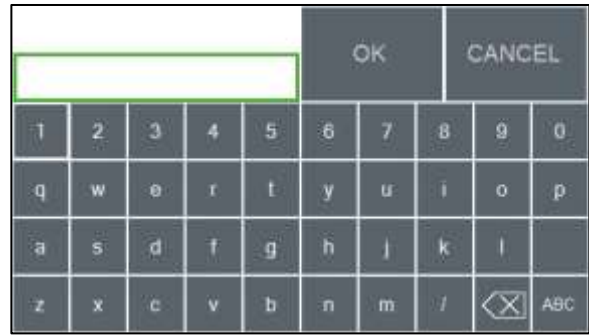 OK CANCEL
1 2 3 4 5 6 7 8 9 0
q w e r t y u i o p
a s d f g h j k l
z x c v b n m / ABC